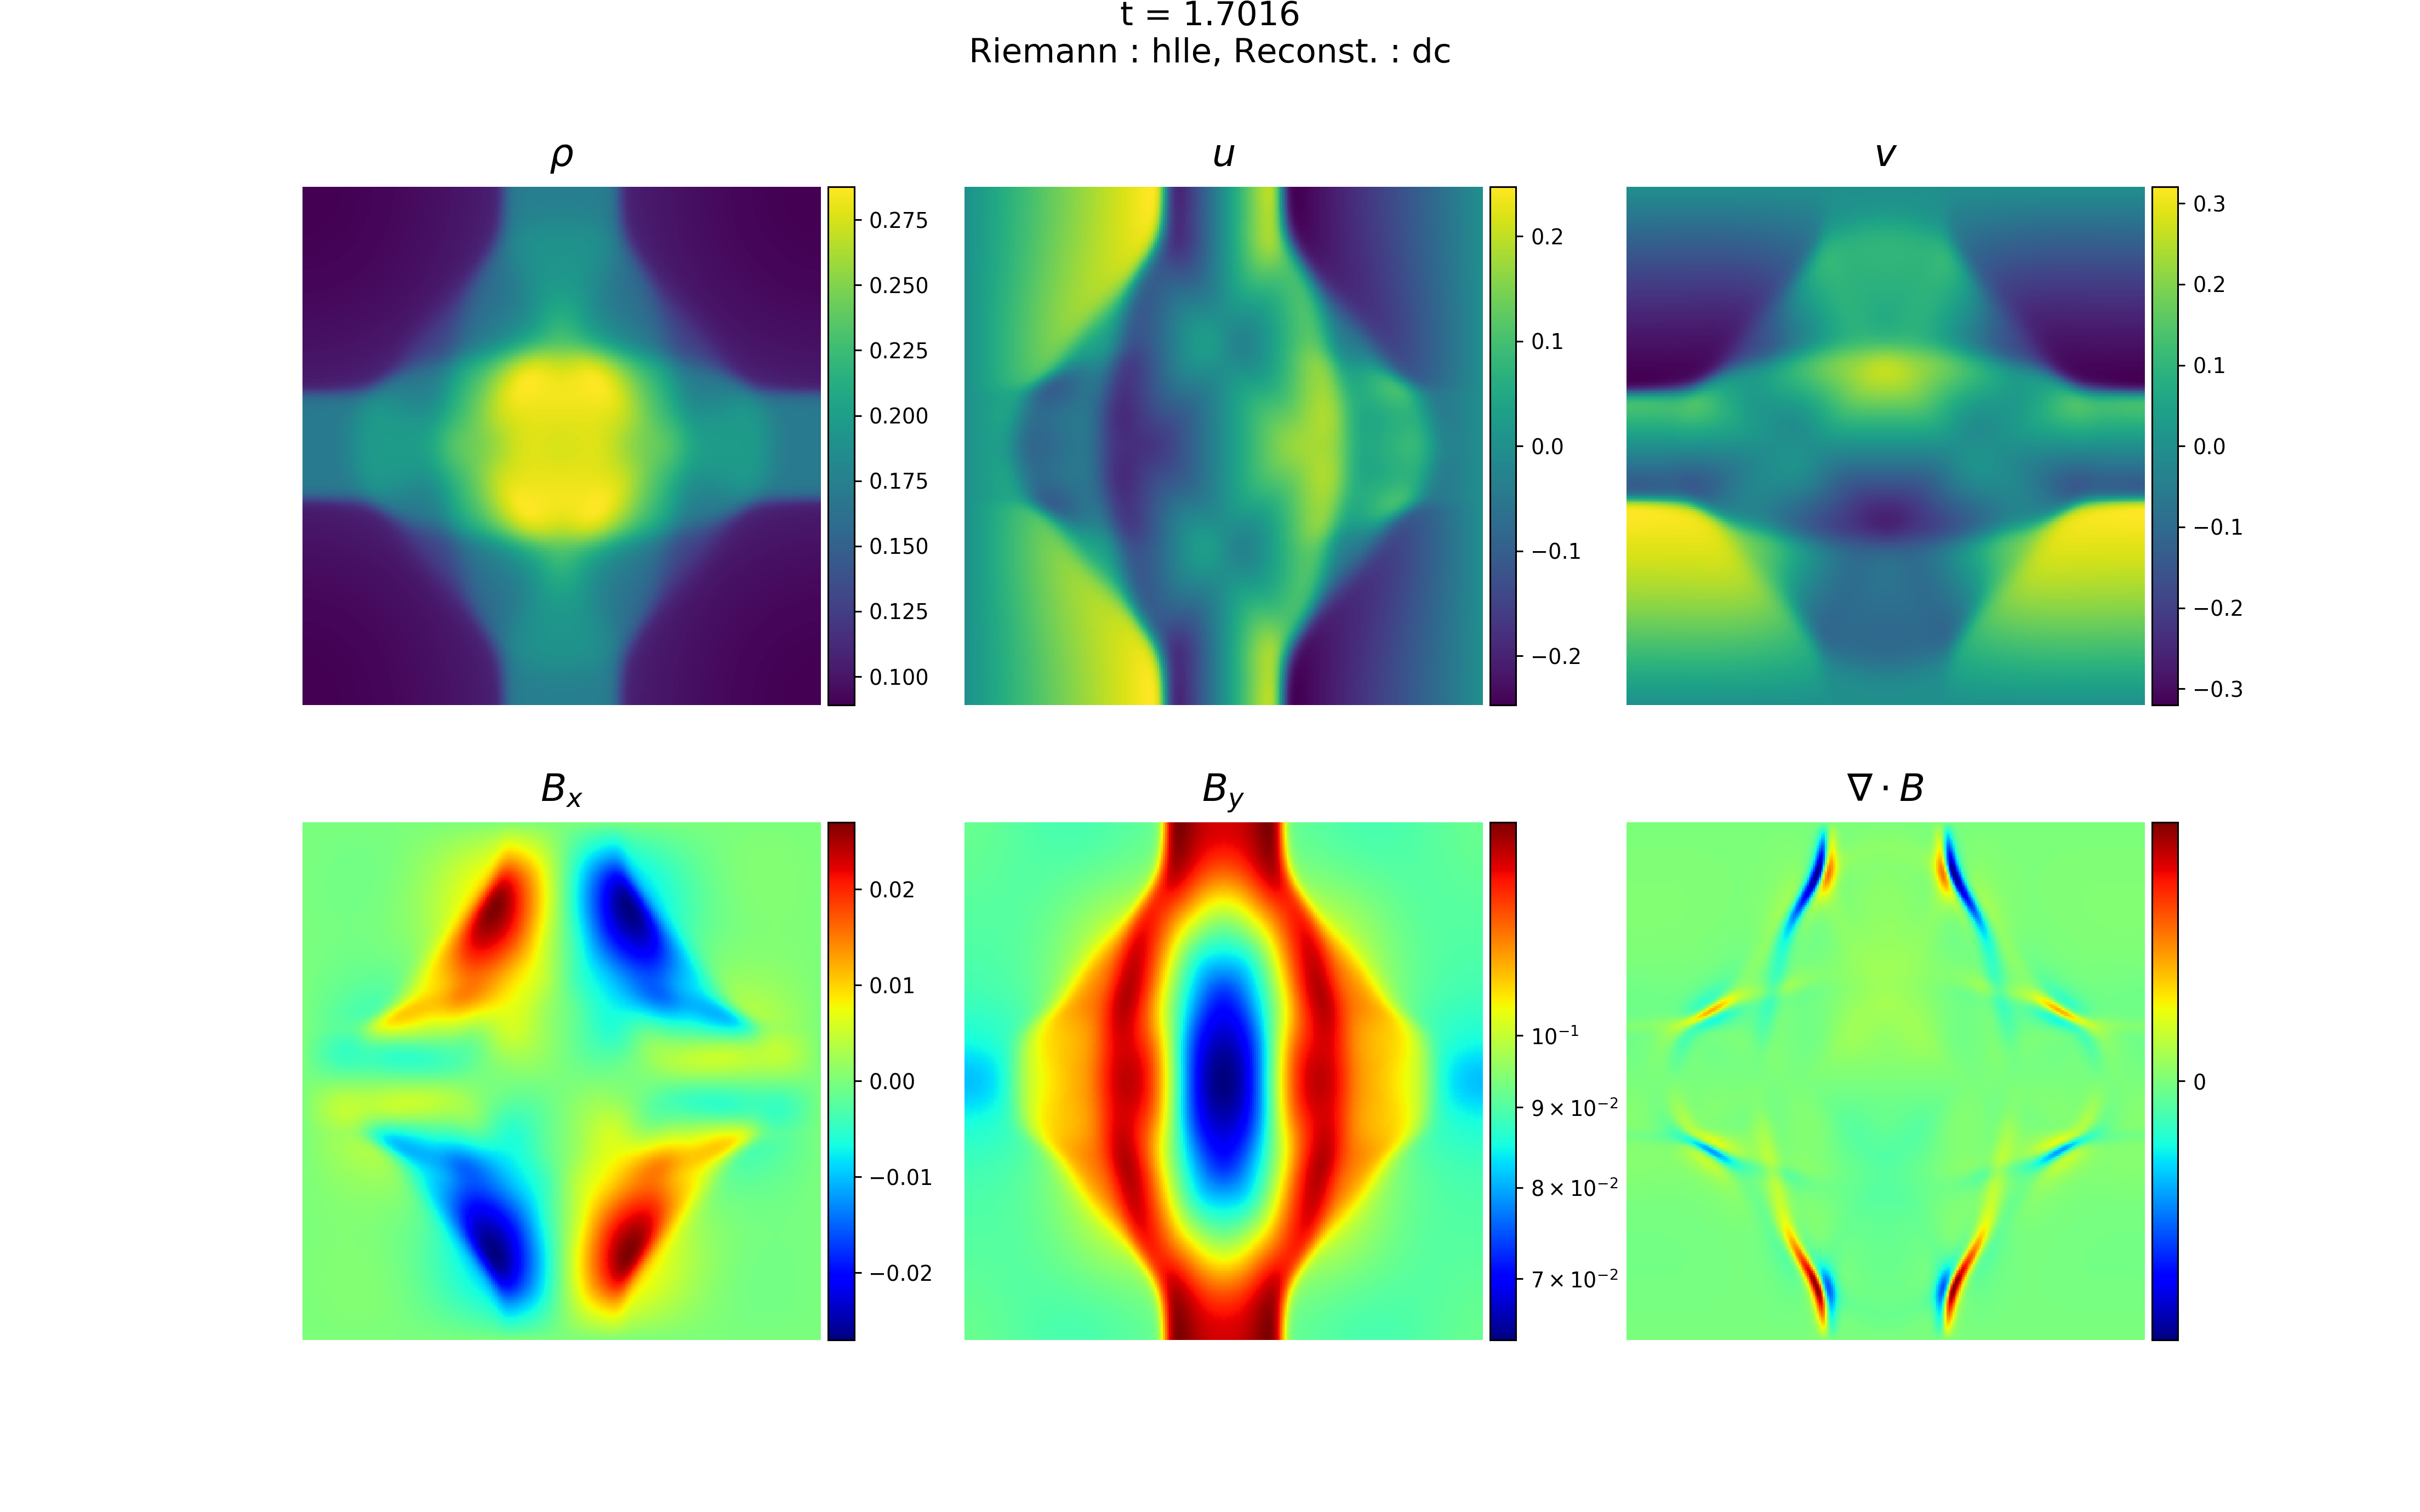 t = 1.7016
Riemann : hlle, Reconst. : dc
ρ
0.275
0.250
0.225
0.200
0.175
0.150
0.125
0.100
u
0.2
0.1
0.0
−0.1
−0.2
v
0.3
0.2
0.1
0.0
−0.1
−0.2
−0.3
Bₓ
0.02
0.01
0.00
−0.01
−0.02
B_y
10⁻¹
9 × 10⁻²
8 × 10⁻²
7 × 10⁻²
∇ · B
0